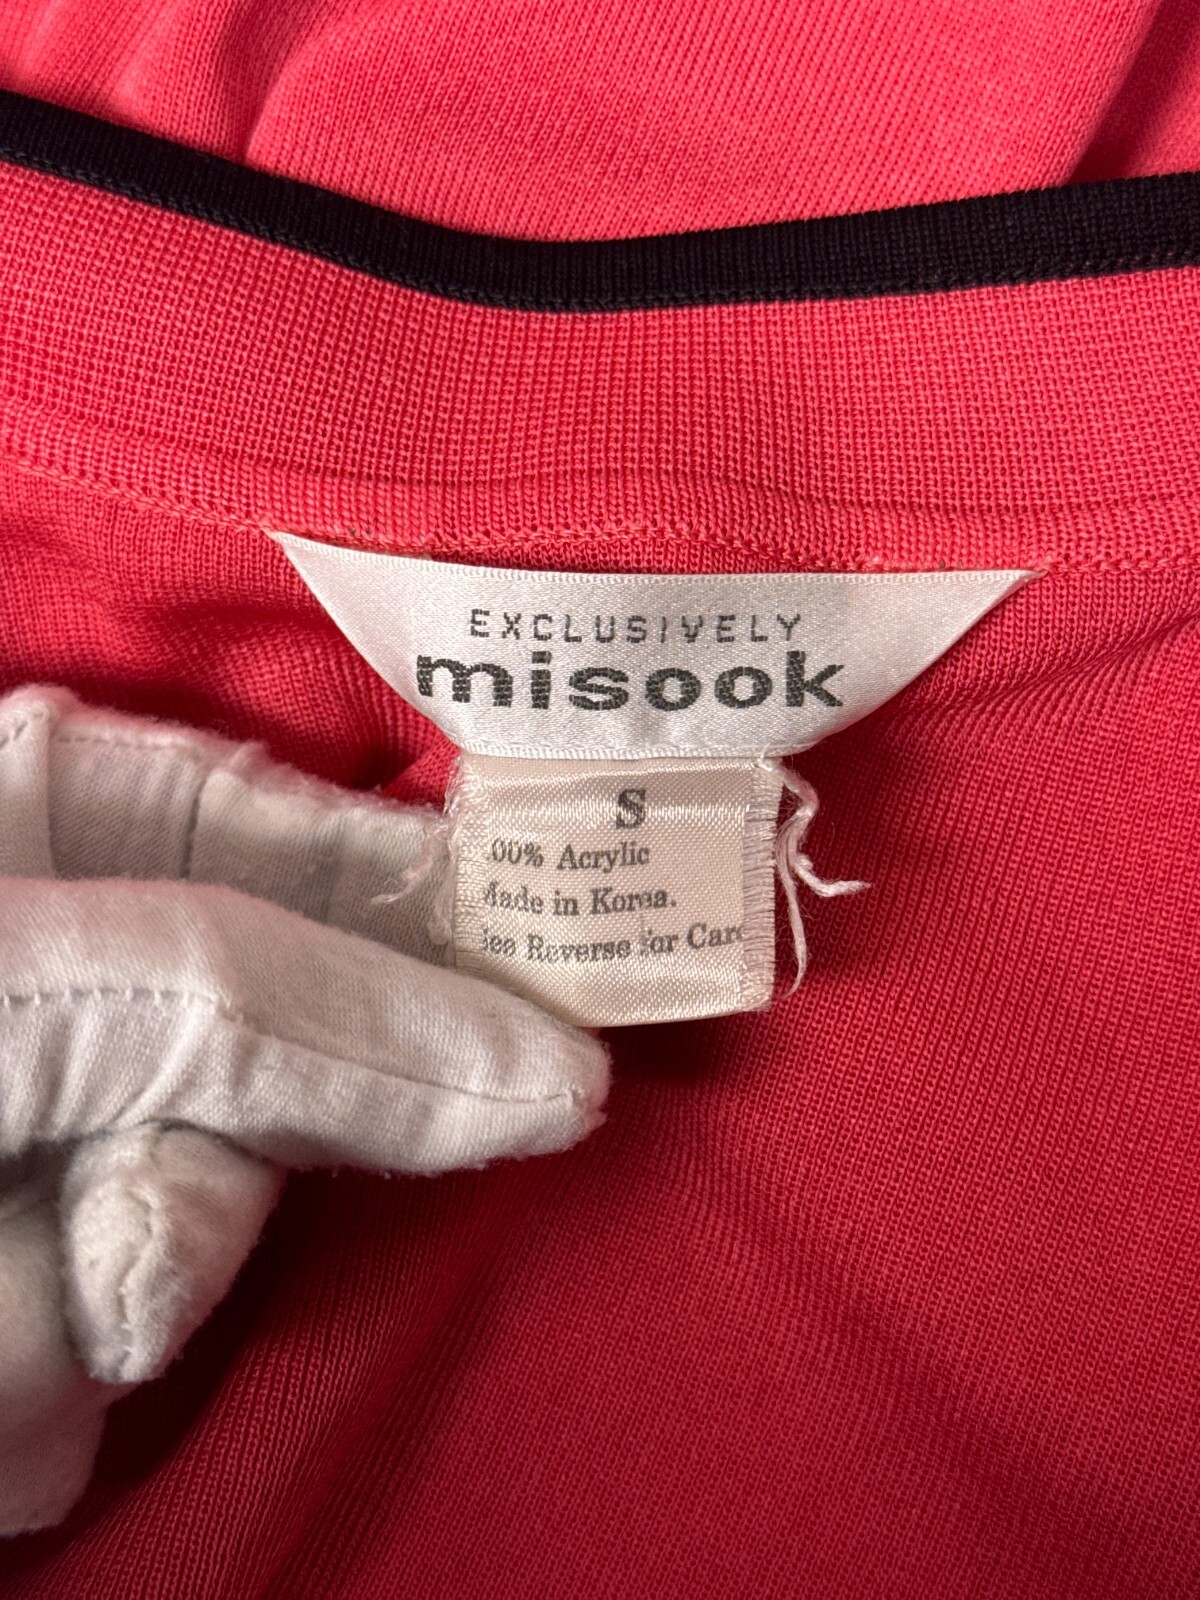 EXCLUSIVELY
misook
S
00% Acrylic
Made in Korea.
See Reverse for Care